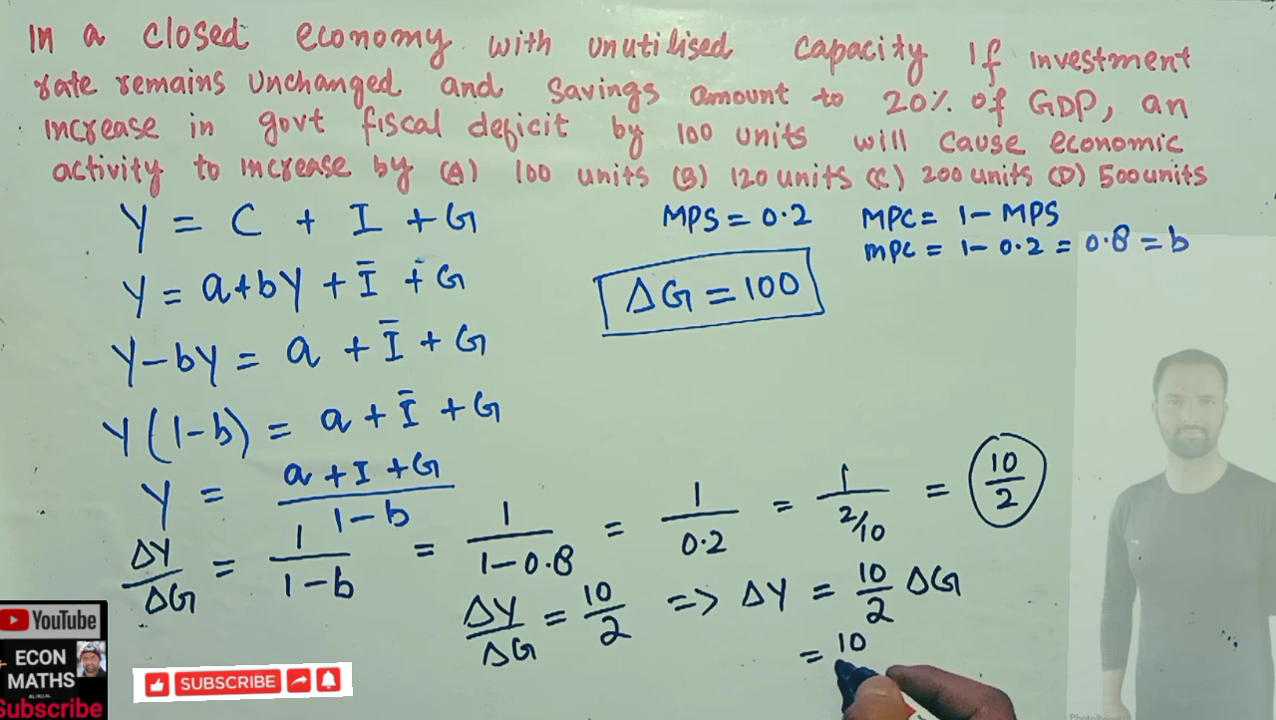 In a closed economy with unutilised capacity If investment
rate remains unchanged and savings amount to 20% of GDP, an
increase in govt fiscal deficit by 100 units will cause economic
activity to increase by (A) 100 units (B) 120 units (C) 200 units (D) 500 units
Y = C + I + G
MPS = 0.2
MPC = 1 - MPS
mpc = 1 - 0.2 = 0.8 = b
Y = a + bY + Ī + G
ΔG = 100
Y - bY = a + Ī + G
Y(1-b) = a + Ī + G
Y = a + I + G / 1-b
ΔY/ΔG = 1/1-b = 1/1-0.8 = 1/0.2 = 1/2/10 = 10/2
ΔY/ΔG = 10/2 => ΔY = 10/2 ΔG
= 10
YouTube
ECON
MATHS
Subscribe
SUBSCRIBE